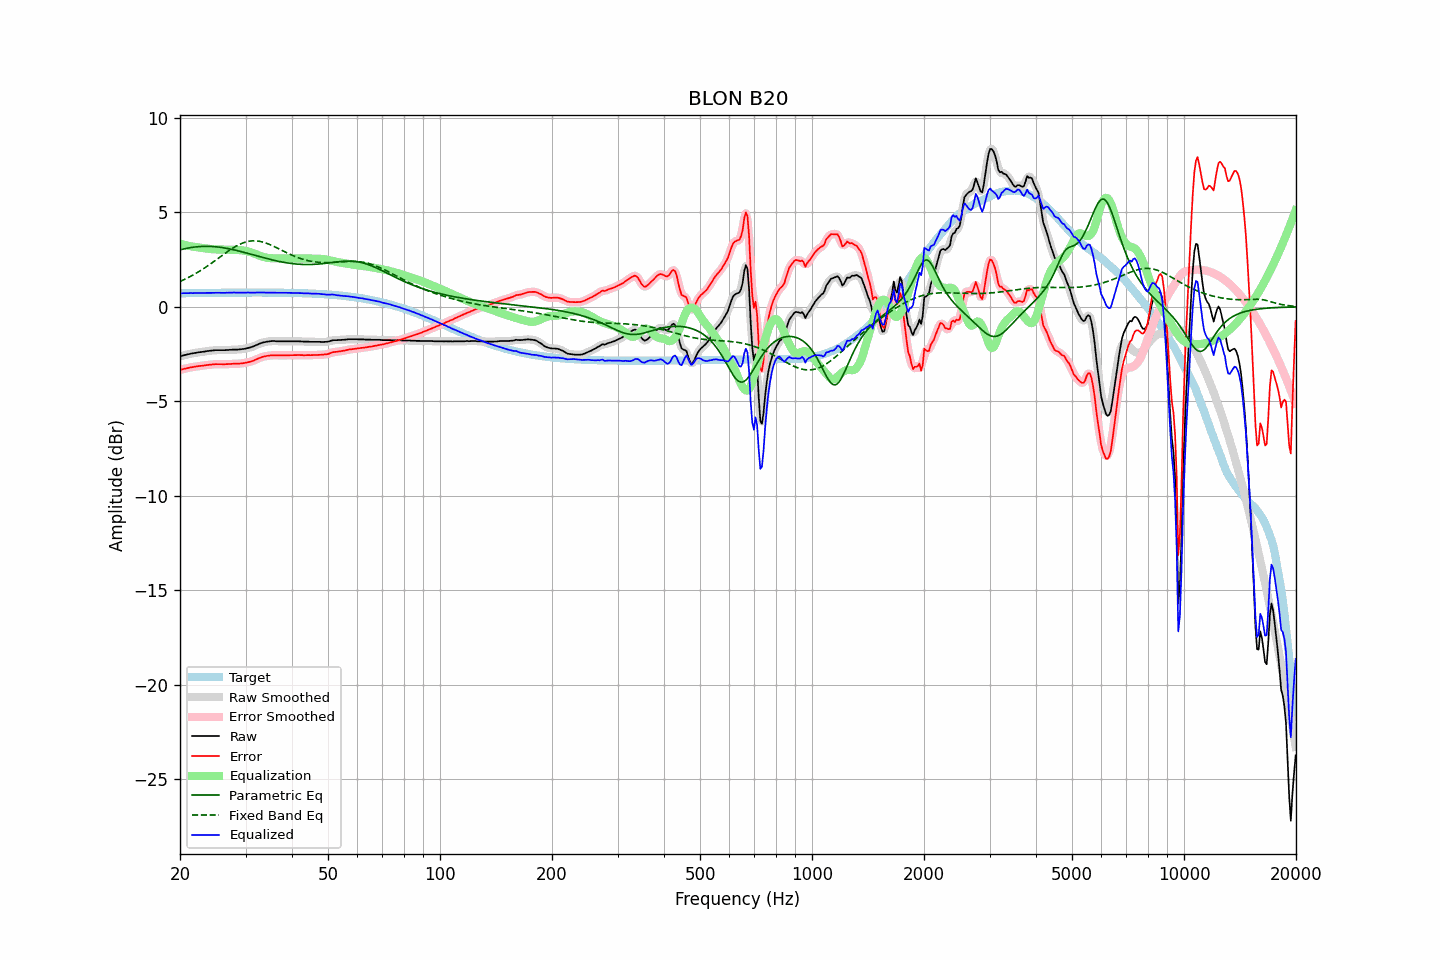 BLON B20
Amplitude (dBr)
10
5
0
−5
−10
−15
−20
−25
Target
Raw Smoothed
Error Smoothed
Raw
Error
Equalization
Parametric Eq
Fixed Band Eq
Equalized
20 50 100 200 500 1000 2000 5000 10000 20000
Frequency (Hz)